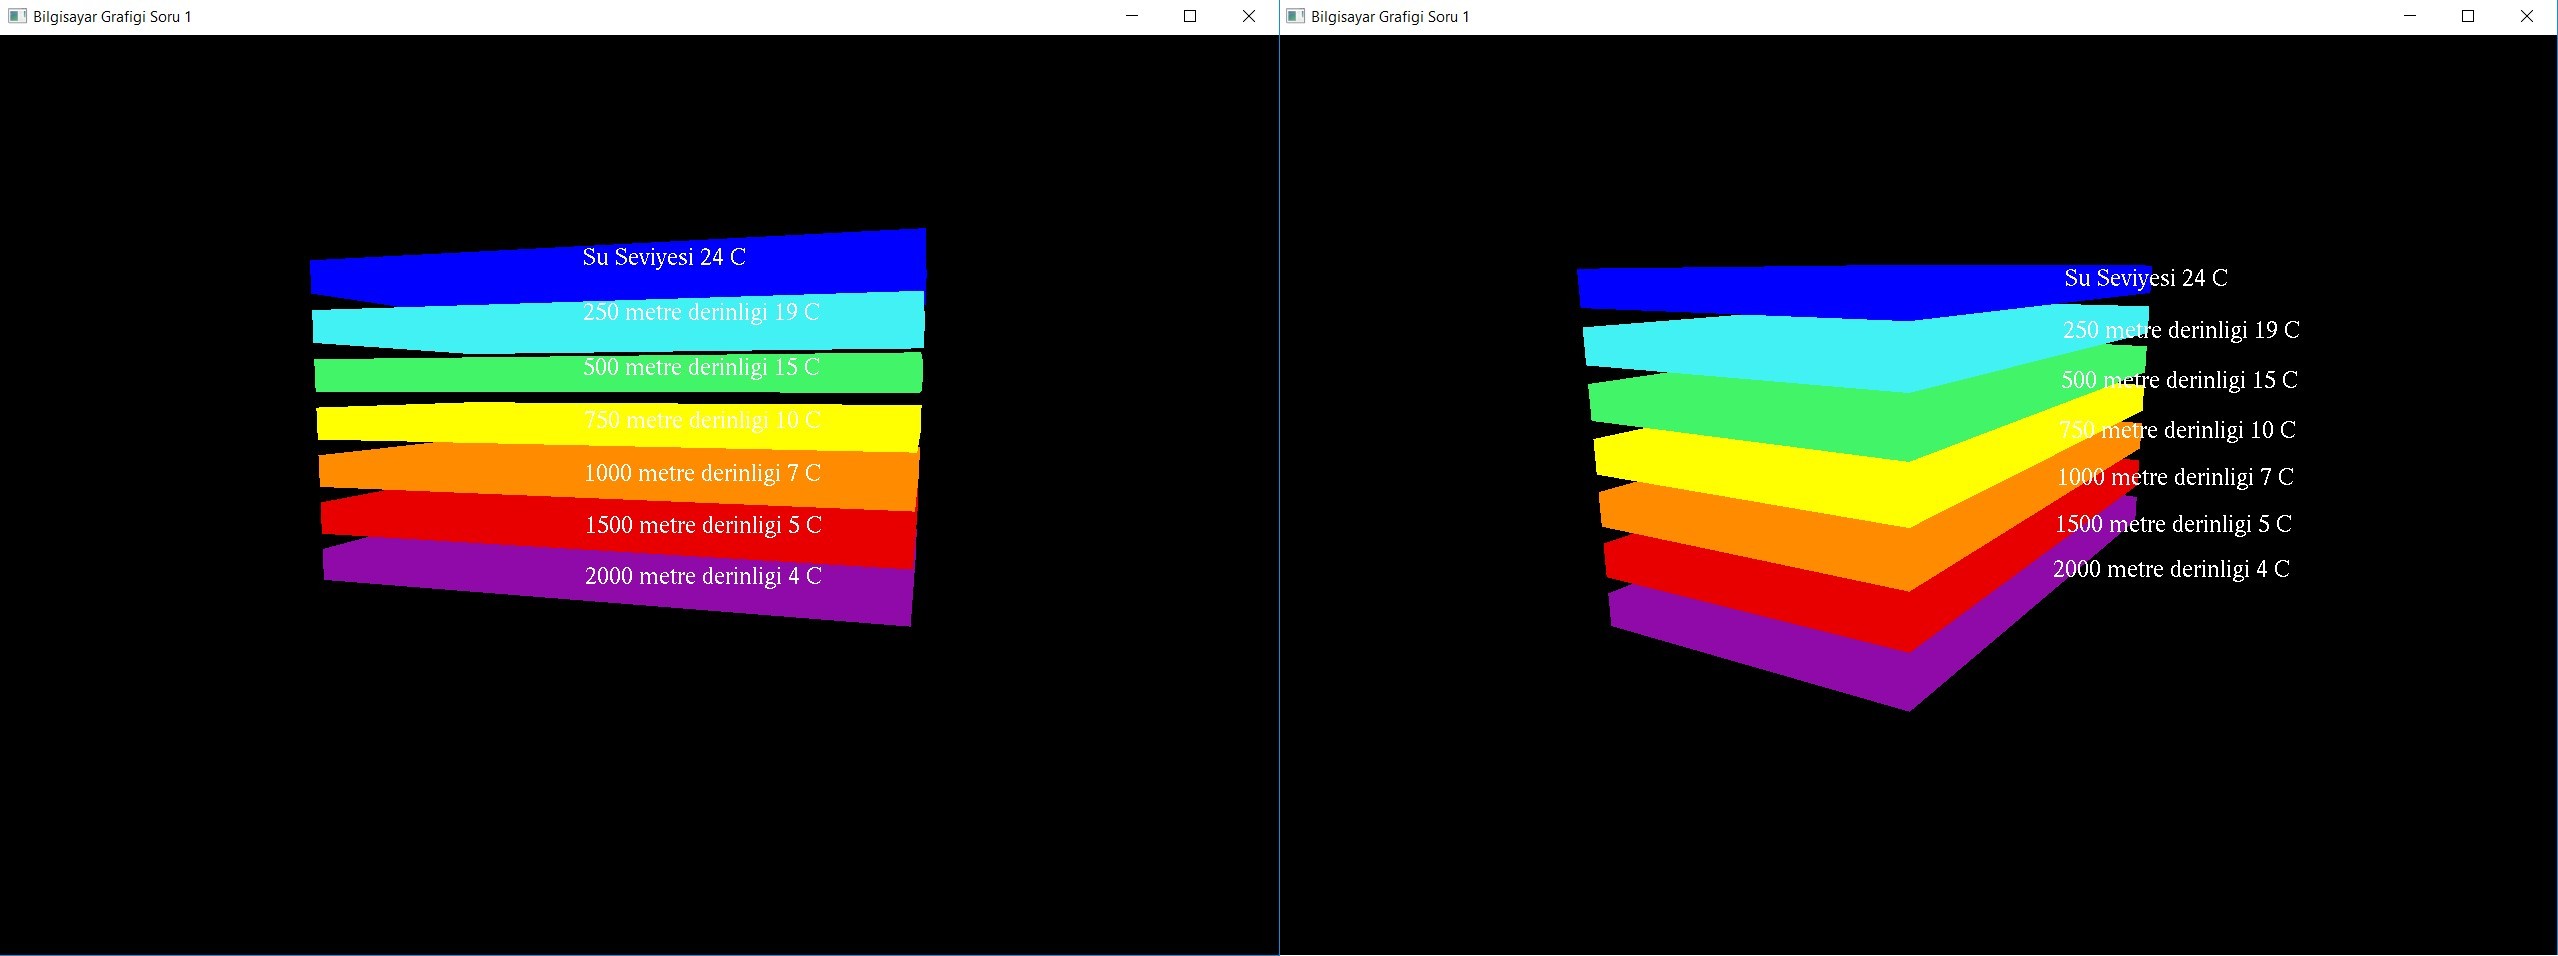 Bilgisayar Grafigi Soru 1
Su Seviyesi 24 C
250 metre derinligi 19 C
500 metre derinligi 15 C
750 metre derinligi 10 C
1000 metre derinligi 7 C
1500 metre derinligi 5 C
2000 metre derinligi 4 C
Bilgisayar Grafigi Soru 1
Su Seviyesi 24 C
250 metre derinligi 19 C
500 metre derinligi 15 C
750 metre derinligi 10 C
1000 metre derinligi 7 C
1500 metre derinligi 5 C
2000 metre derinligi 4 C